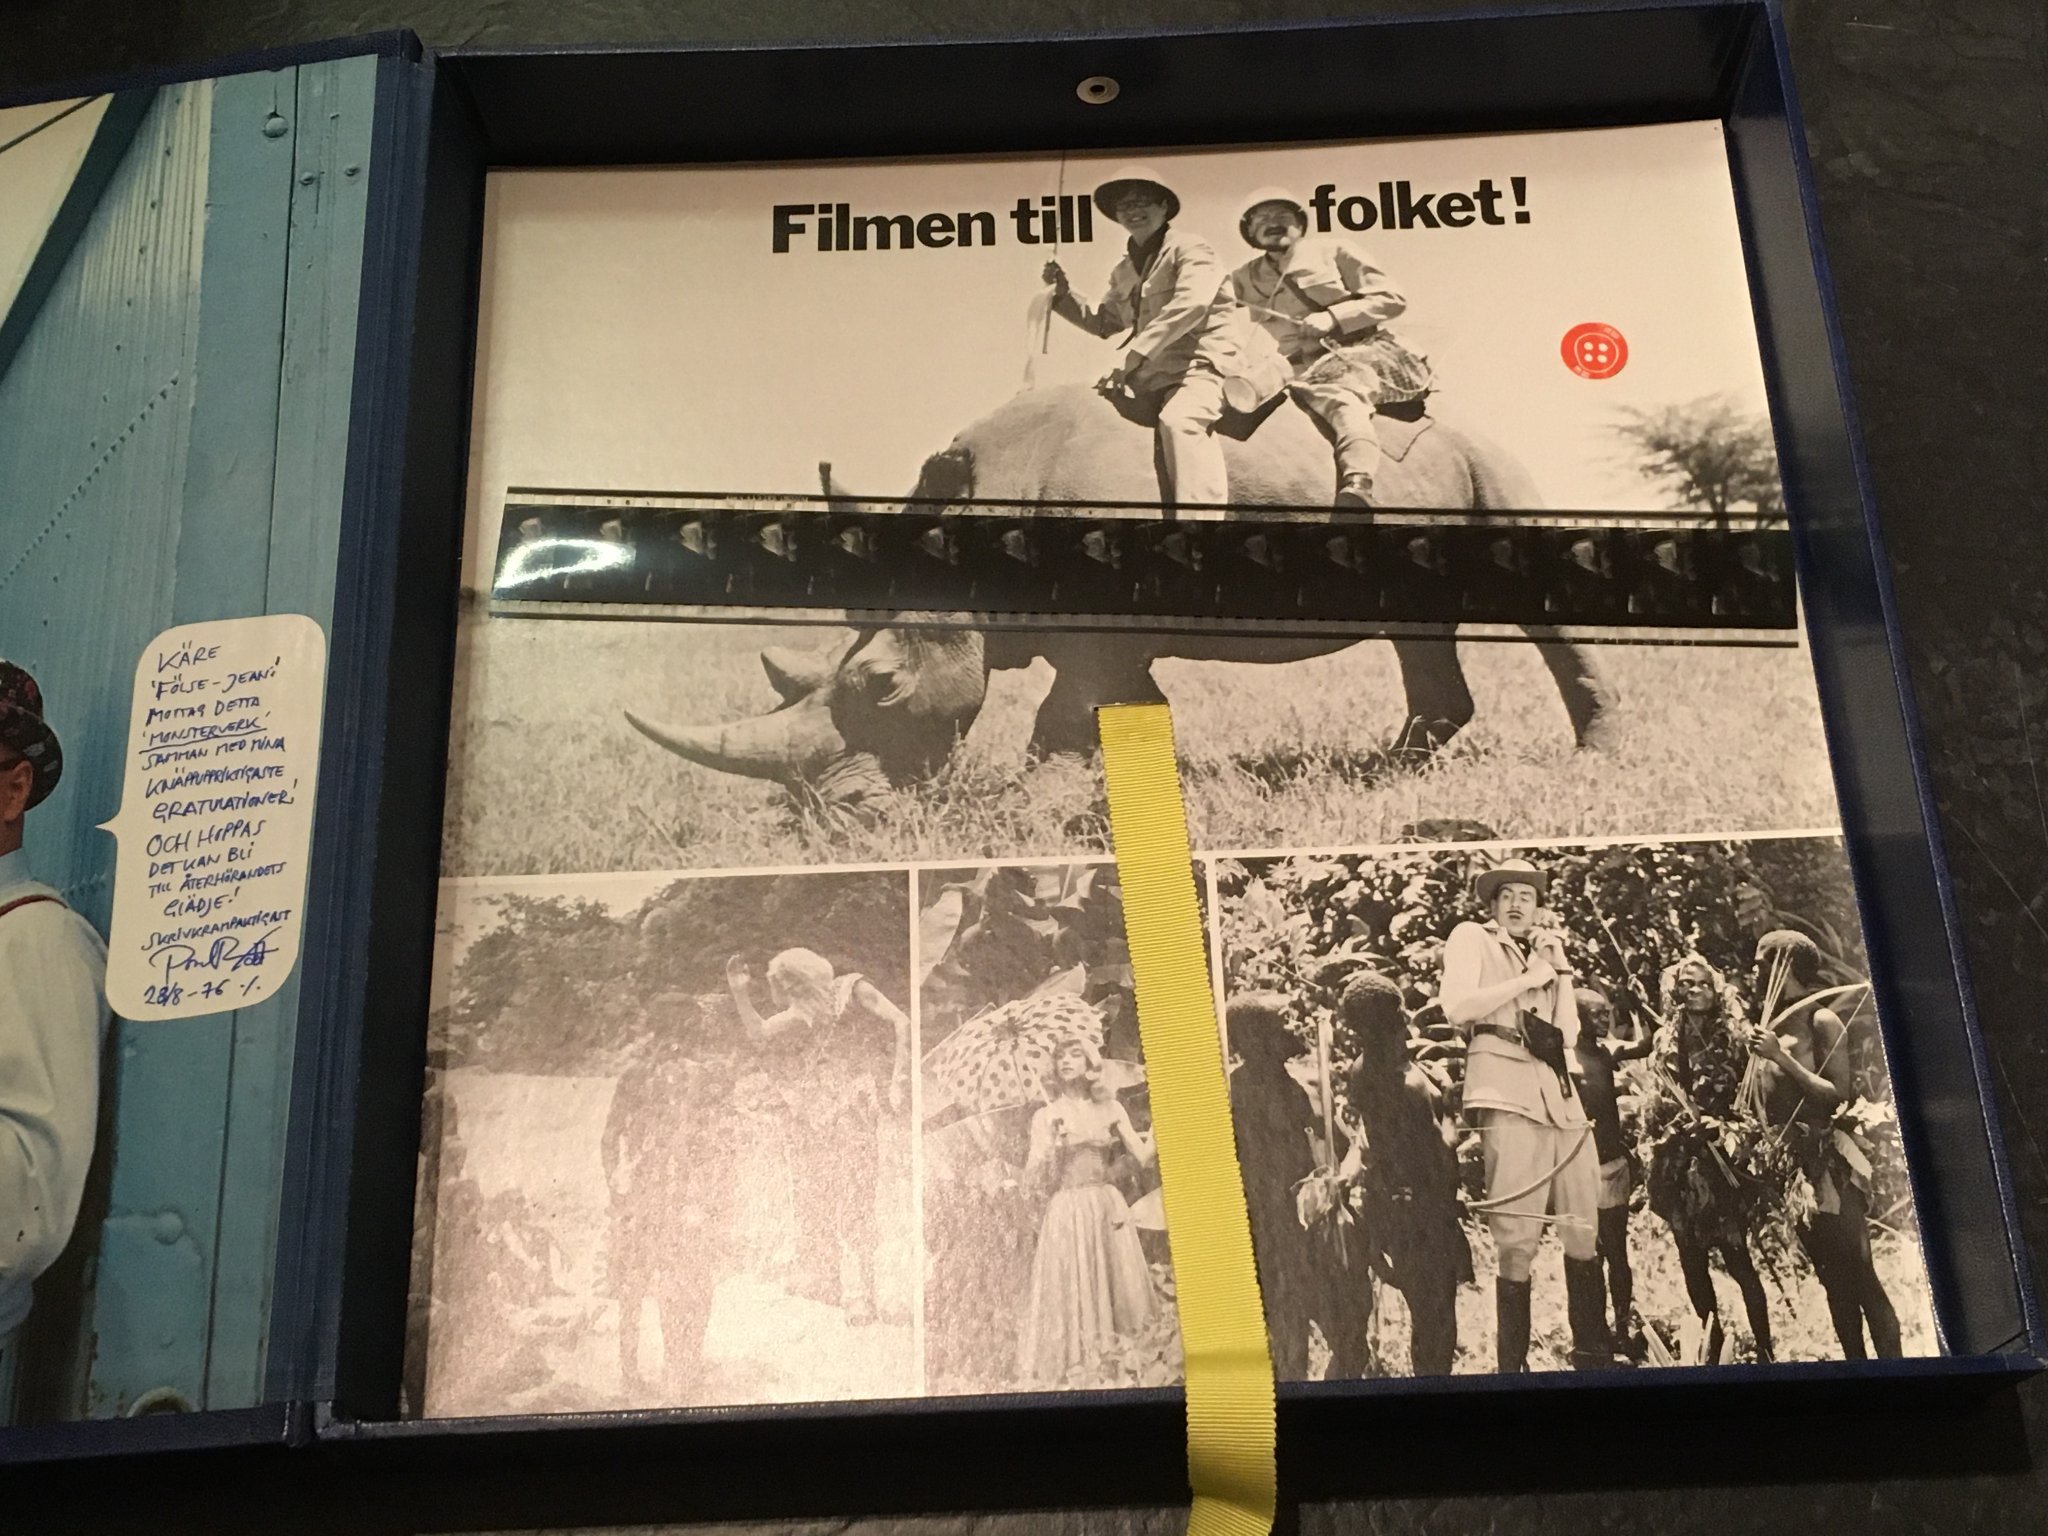 Filmen till folket!
KÄRE
'FÖLSE-JEAN!'
MOTTAG DETTA
'MONSTERVERK'
SAMMAN MED MINA
KNÄPPUPPRIKTIGASTE
GRATULATIONER,
OCH HOPPAS
DET KAN BLI
TILL ÅTERHÖRANDETS
GLÄDJE!
SKRIVKRAMPAKTIGAST
28/8-76